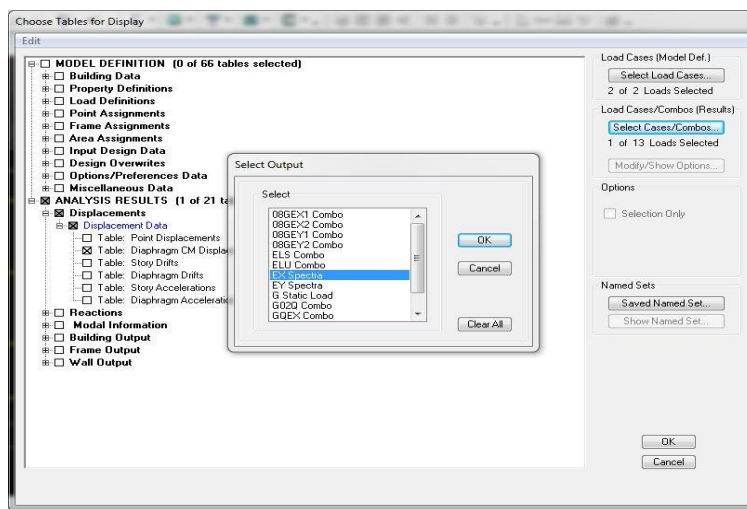 Choose Tables for Display
Edit
MODEL DEFINITION (0 of 66 tables selected)
Building Data
Property Definitions
Load Definitions
Point Assignments
Frame Assignments
Area Assignments
Input Design Data
Design Overwrites
Options/Preferences Data
Miscellaneous Data
ANALYSIS RESULTS (1 of 21 ta
Displacements
Displacement Data
Table: Point Displacements
Table: Diaphragm CM Displa
Table: Story Drifts
Table: Diaphragm Drifts
Table: Story Accelerations
Table: Diaphragm Acceleratio
Reactions
Modal Information
Building Output
Frame Output
Wall Output
Select Output
Select
08GEX1 Combo
08GEX2 Combo
08GEY1 Combo
08GEY2 Combo
ELS Combo
ELU Combo
EX Spectra
EY Spectra
G Static Load
G02Q Combo
GQEX Combo
OK
Cancel
Clear All
Load Cases (Model Def.)
Select Load Cases...
2 of 2 Loads Selected
Load Cases/Combos (Results)
Select Cases/Combos...
1 of 13 Loads Selected
Modify/Show Options...
Options
Selection Only
Named Sets
Saved Named Set...
Show Named Set...
OK
Cancel